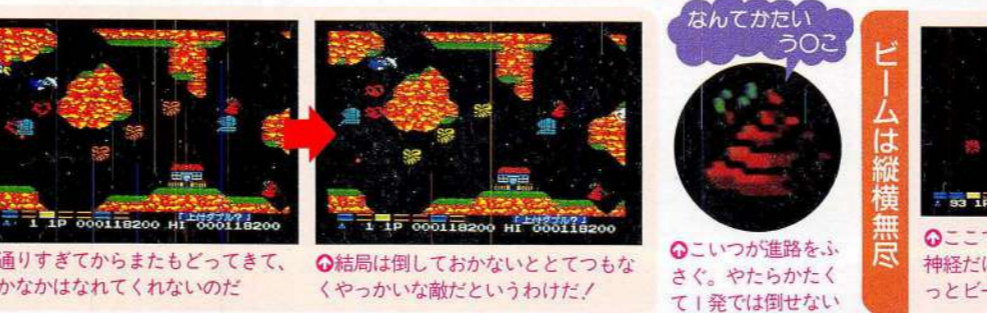 1 1P 000118200 HI 000118200
通りすぎてからまたもどってきて、
かなかはなれてくれないのだ
1 1P 000118200 HI 000118200
結局は倒しておかないととてつもな
くやっかいな敵だというわけだ！
なんてかたい
う〇こ
こいつが進路をふ
さぐ。やたらかたく
て1発では倒せない
ビームは縦横無尽
93 1P
ここ
神経だけ
っとビー